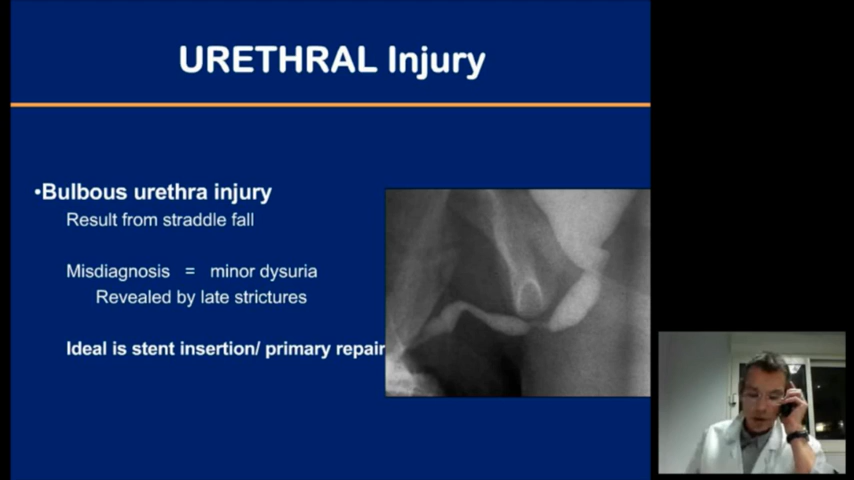 URETHRAL Injury
•Bulbous urethra injury
Result from straddle fall
Misdiagnosis = minor dysuria
Revealed by late strictures
Ideal is stent insertion/ primary repair